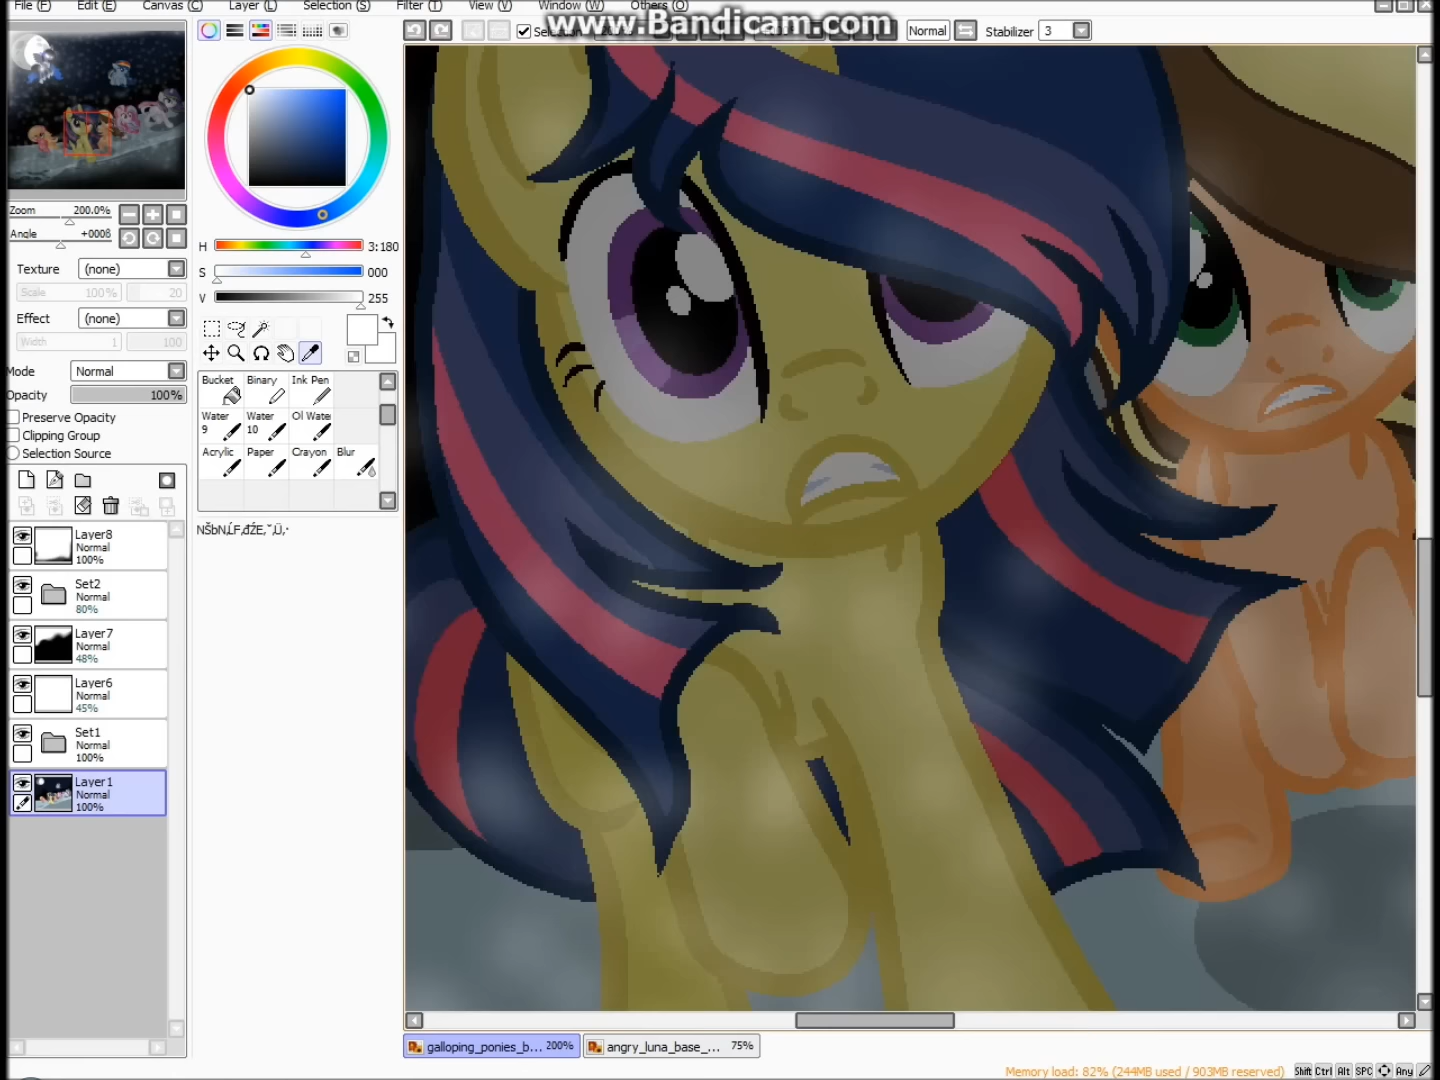 File (F) Edit (E) Canvas (C) Layer (L) Selection (S) Filter (T) View (V) Window (W) Others (O)
www.Bandicam.com
Normal Stabilizer 3
Zoom 200.0%
Angle +0008
H 3:180
S 000
V 255
Texture (none)
Scale 100% 20
Effect (none)
Width 1 100
Mode Normal
Opacity 100%
Preserve Opacity
Clipping Group
Selection Source
Bucket Binary Ink Pen
Water 9 Water 10 Ol Wate
Acrylic Paper Crayon Blur
Layer8
Normal
100%
Set2
Normal
80%
Layer7
Normal
48%
Layer6
Normal
45%
Set1
Normal
100%
Layer1
Normal
100%
galloping_ponies_b... 200% angry_luna_base_... 75%
Memory load: 82% (244MB used / 903MB reserved) Shift Ctrl Alt SPC Any